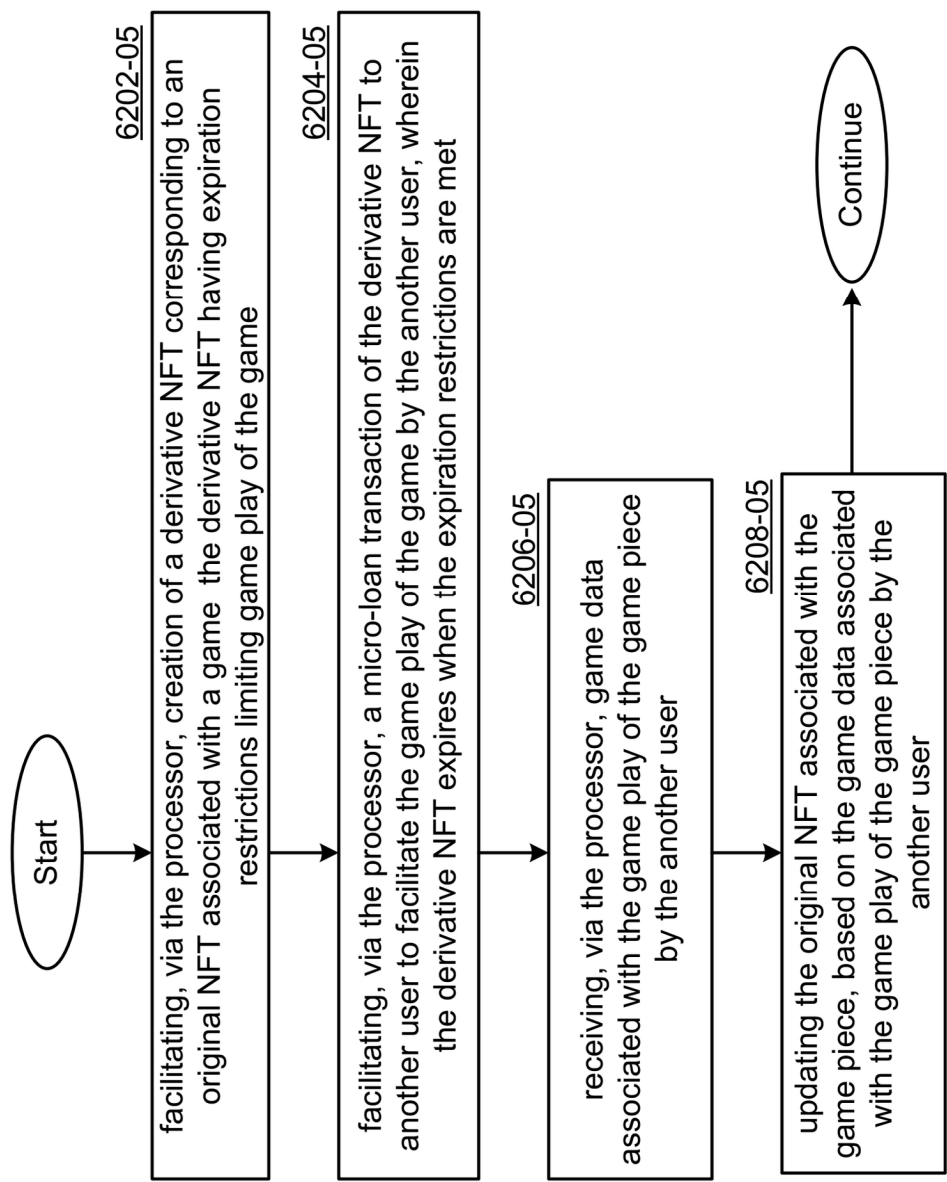 Start
6202-05
facilitating, via the processor, creation of a derivative NFT corresponding to an
original NFT associated with a game  the derivative NFT having expiration
restrictions limiting game play of the game
6204-05
facilitating, via the processor, a micro-loan transaction of the derivative NFT to
another user to facilitate the game play of the game by the another user, wherein
the derivative NFT expires when the expiration restrictions are met
6206-05
receiving, via the processor, game data
associated with the game play of the game piece
by the another user
6208-05
updating the original NFT associated with the
game piece, based on the game data associated
with the game play of the game piece by the
another user
Continue